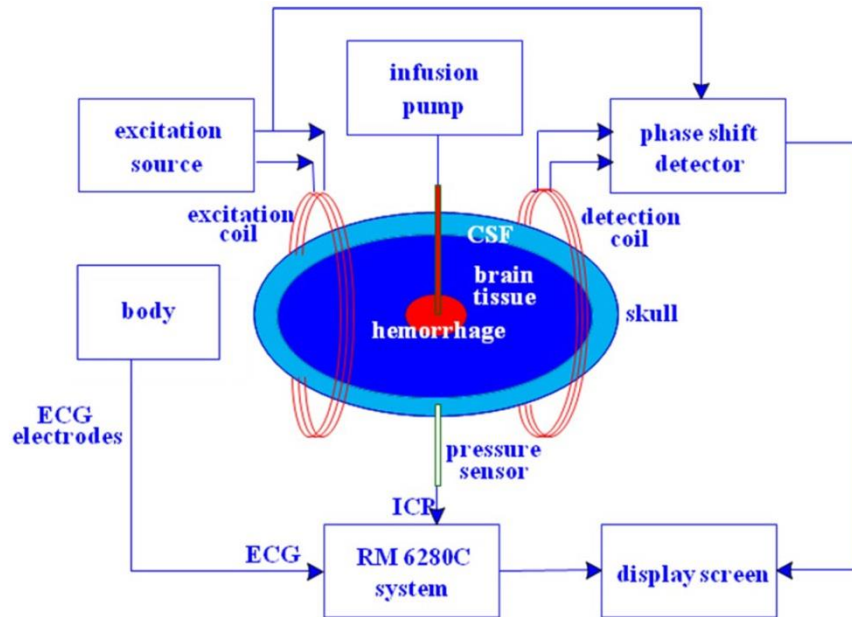 infusion
pump
excitation
source
phase shift
detector
excitation
coil
CSF
detection
coil
brain
tissue
body
hemorrhage
skull
ECG
electrodes
pressure
sensor
ICP
ECG
RM 6280C
system
display screen